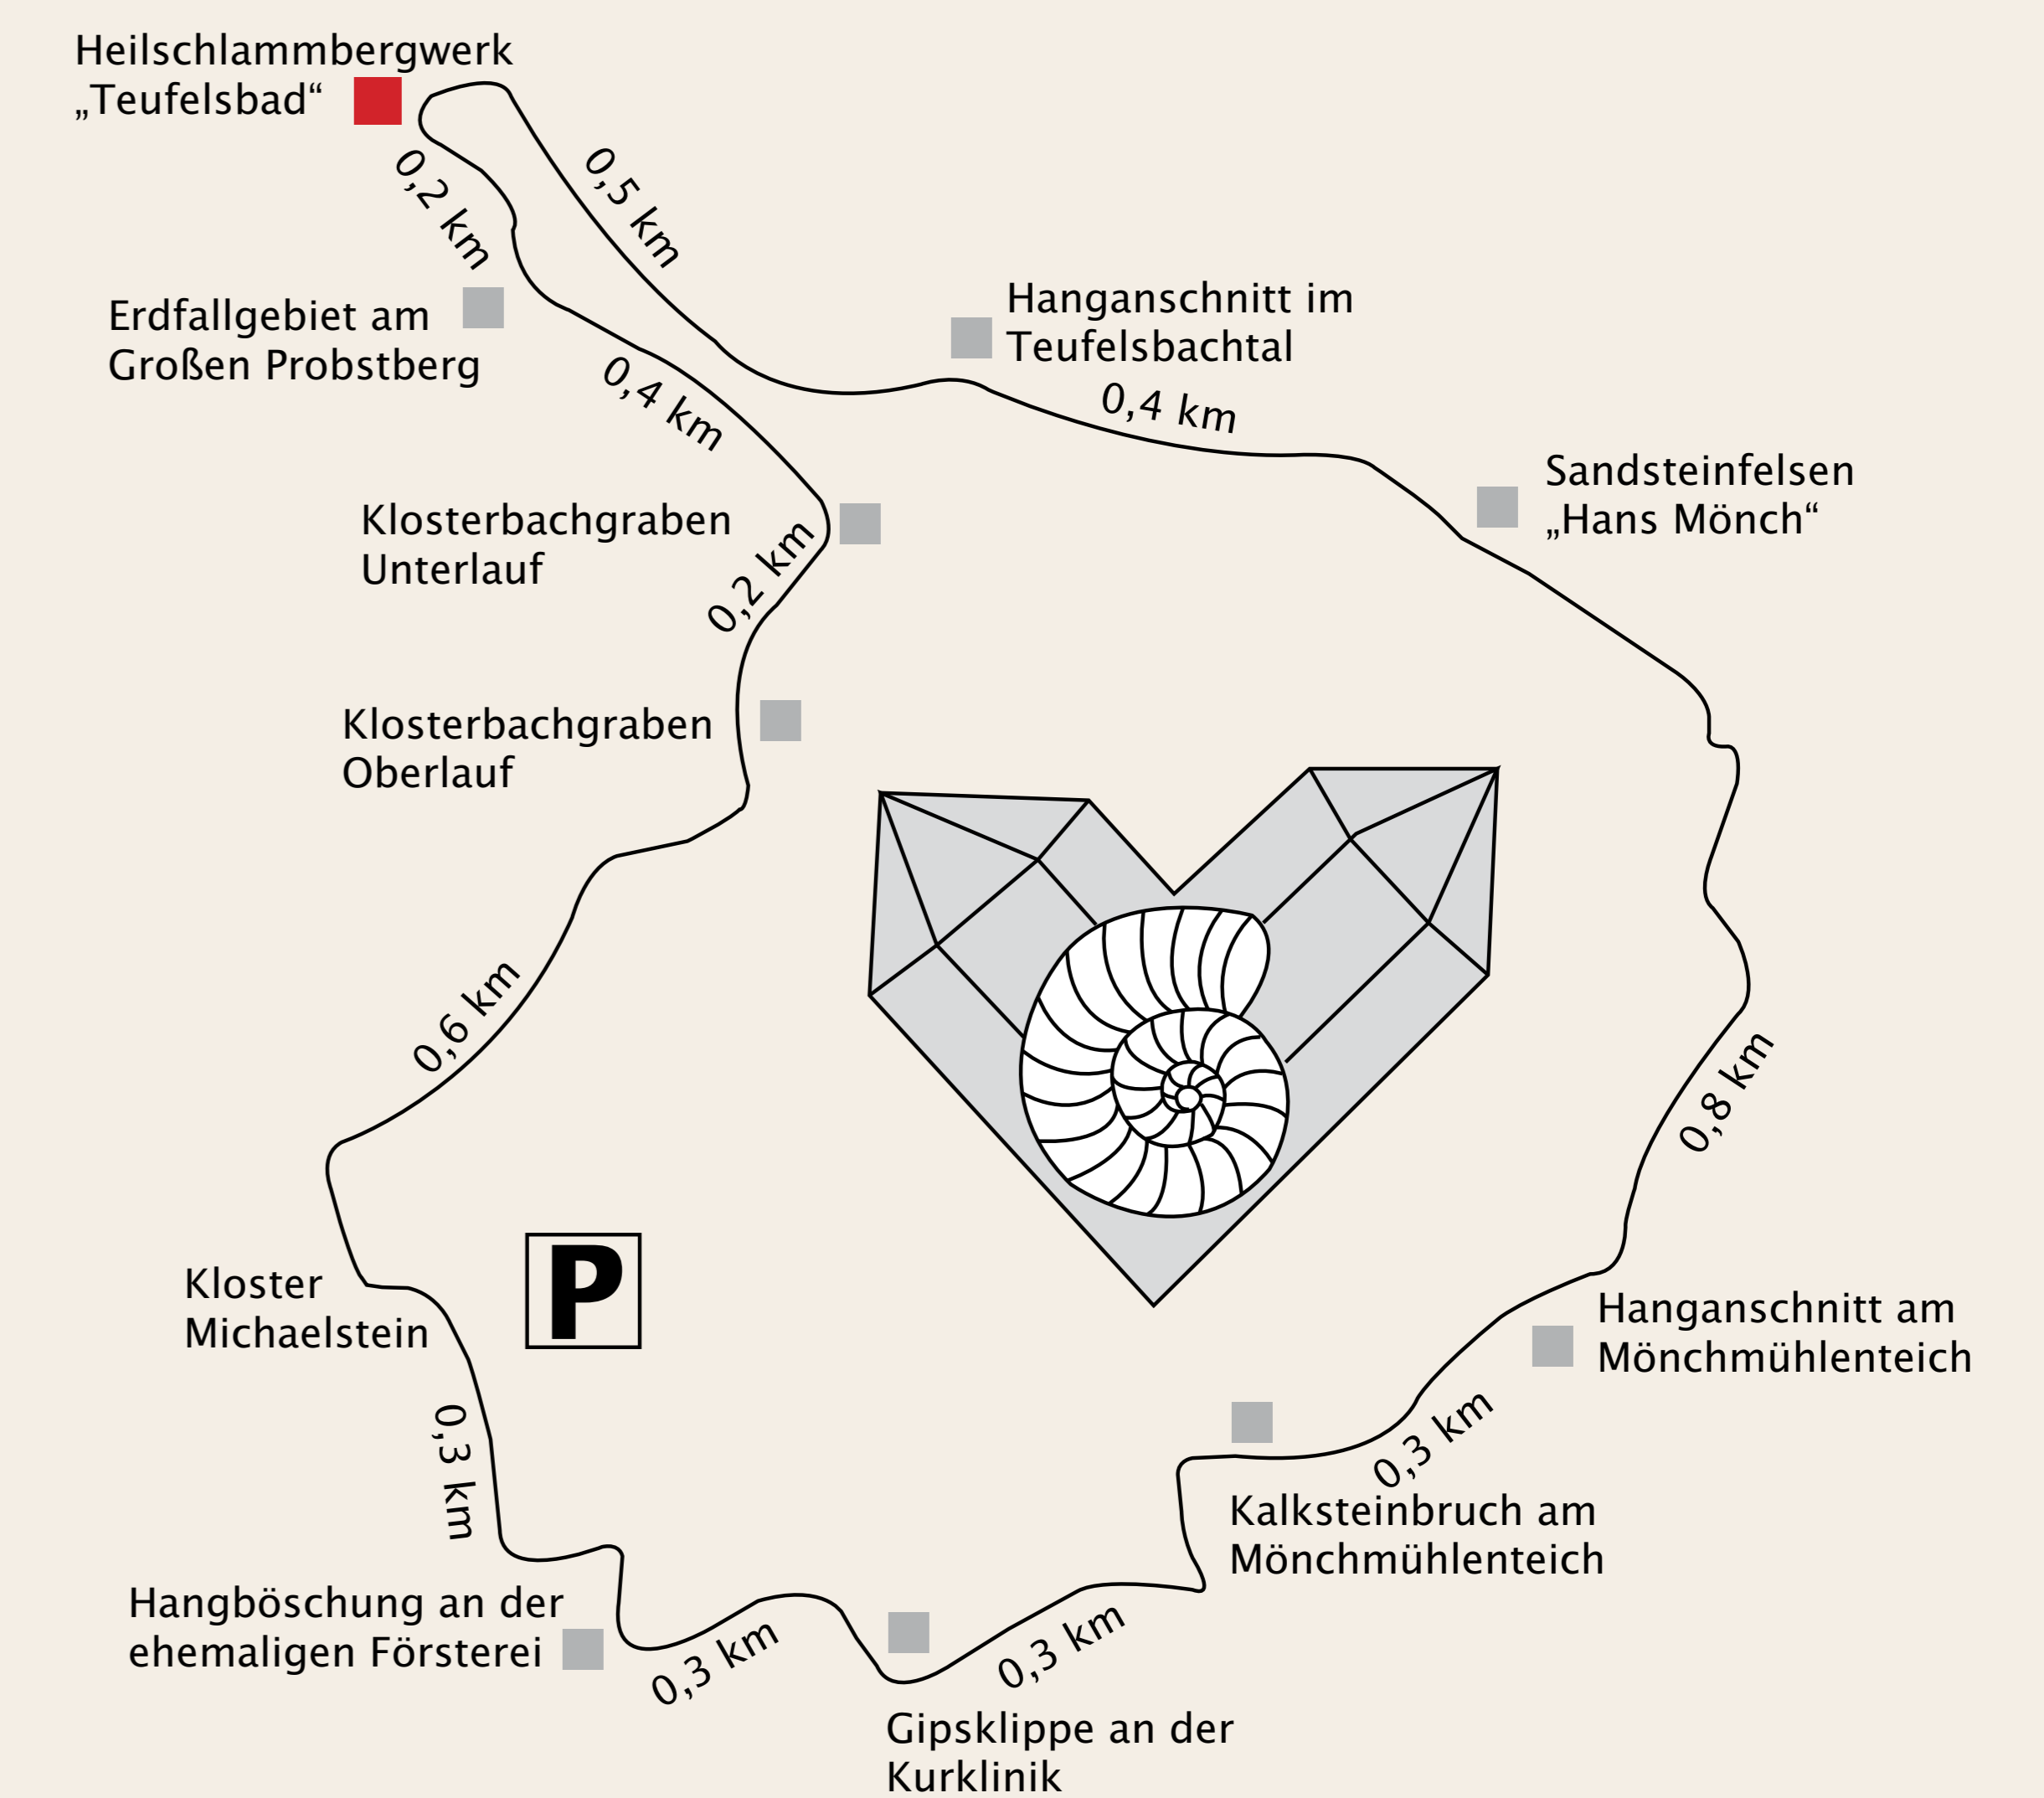 Heilschlammbergwerk
„Teufelsbad“
0,2 km
0,5 km
Erdfallgebiet am
Großen Probstberg
Hanganschnitt im
Teufelsbachtal
0,4 km
0,4 km
Sandsteinfelsen
„Hans Mönch“
Klosterbachgraben
Unterlauf
0,2 km
Klosterbachgraben
Oberlauf
0,6 km
0,8 km
Kloster
Michaelstein
P
Hanganschnitt am
Mönchmühlenteich
0,3 km
0,3 km
Kalksteinbruch am
Mönchmühlenteich
Hangböschung an der
ehemaligen Försterei
0,3 km
0,3 km
Gipsklippe an der
Kurklinik